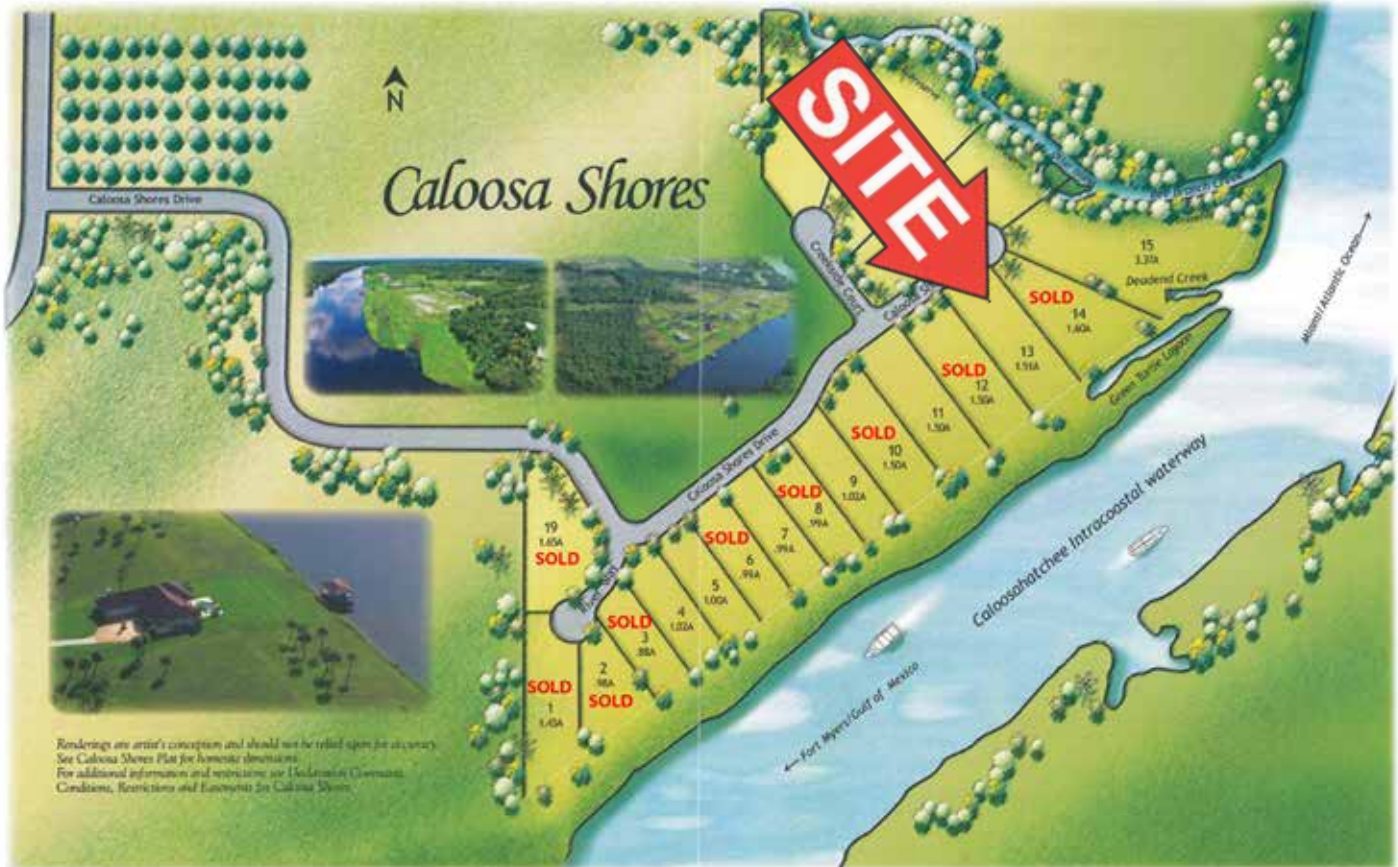 N
SITE
Caloosa Shores
Caloosa Shores Drive
Creekside Court
15
3.37A
Deadend Creek
SOLD
14
1.60A
Green Turtle Lagoon
Miami/Atlantic Ocean
13
1.51A
SOLD
12
1.50A
11
1.50A
SOLD
10
1.50A
9
1.02A
SOLD
8
.99A
7
.99A
SOLD
6
.99A
5
1.00A
4
1.02A
SOLD
3
.88A
2
.98A
SOLD
SOLD
1
1.43A
19
1.65A
SOLD
Caloosa Shores Drive
Caloosahatchee Intracoastal waterway
Fort Myers/Gulf of Mexico
Renderings are artist's conception and should not be relied upon for accuracy.
See Caloosa Shores Plat for homesite dimensions.
For additional information and restrictions see Declaration Covenants,
Conditions, Restrictions and Easements for Caloosa Shores.